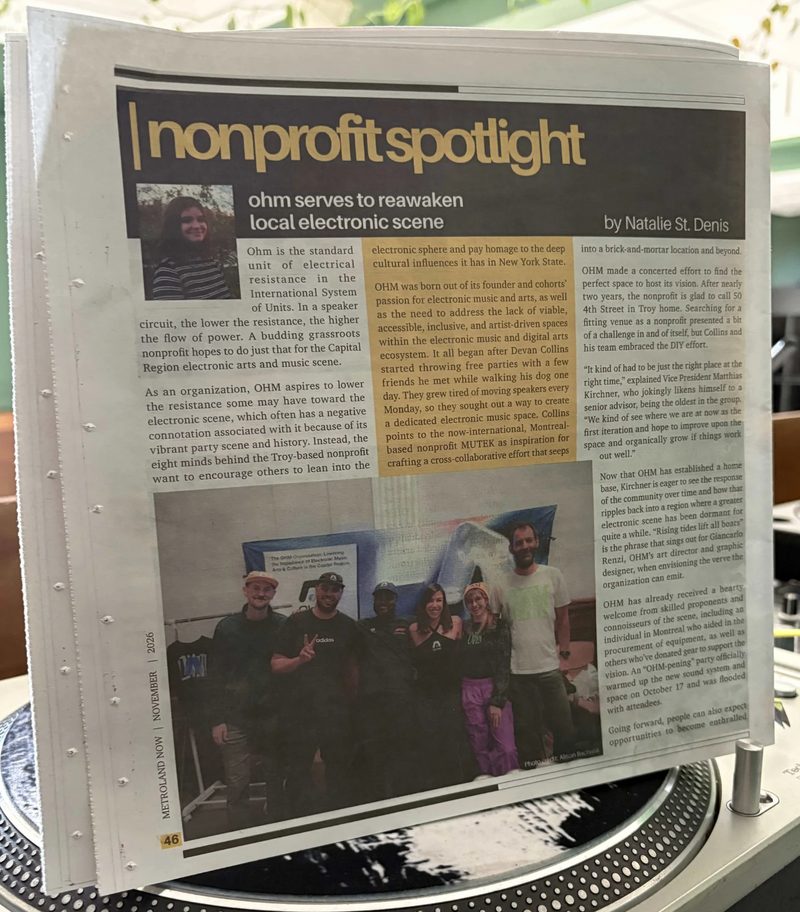 nonprofit spotlight
ohm serves to reawaken
local electronic scene
by Natalie St. Denis
Ohm is the standard
unit of electrical
resistance in the
International System
of Units. In a speaker
circuit, the lower the resistance, the higher
the flow of power. A budding grassroots
nonprofit hopes to do just that for the Capital
Region electronic arts and music scene.
As an organization, OHM aspires to lower
the resistance some may have toward the
electronic scene, which often has a negative
connotation associated with it because of its
vibrant party scene and history. Instead, the
eight minds behind the Troy-based nonprofit
want to encourage others to lean into the
electronic sphere and pay homage to the deep
cultural influences it has in New York State.
OHM was born out of its founder and cohorts'
passion for electronic music and arts, as well
as the need to address the lack of viable,
accessible, inclusive, and artist-driven spaces
within the electronic music and digital arts
ecosystem. It all began after Devan Collins
started throwing free parties with a few
friends he met while walking his dog one
day. They grew tired of moving speakers every
Monday, so they sought out a way to create
a dedicated electronic music space. Collins
points to the now-international, Montreal-
based nonprofit MUTEK as inspiration for
crafting a cross-collaborative effort that seeps
into a brick-and-mortar location and beyond.
OHM made a concerted effort to find the
perfect space to host its vision. After nearly
two years, the nonprofit is glad to call 50
4th Street in Troy home. Searching for a
fitting venue as a nonprofit presented a bit
of a challenge in and of itself, but Collins and
his team embraced the DIY effort.
"It kind of had to be just the right place at the
right time," explained Vice President Matthias
Kirchner, who jokingly likens himself to a
senior advisor, being the oldest in the group.
"We kind of see where we are at now as the
first iteration and hope to improve upon the
space and organically grow if things work
out well."
Now that OHM has established a home
base, Kirchner is eager to see the response
of the community over time and how that
ripples back into a region where a greater
electronic scene has been dormant for
quite a while. "Rising tides lift all boats"
is the phrase that sings out for Giancarlo
Renzi, OHM's art director and graphic
designer, when envisioning the verve the
organization can emit.
OHM has already received a hearty
welcome from skilled proponents and
connoisseurs of the scene, including an
individual in Montreal who aided in the
procurement of equipment, as well as
others who've donated gear to support the
vision. An "OHM-pening" party officially
warmed up the new sound system and
space on October 17 and was flooded
with attendees.
Going forward, people can also expect
opportunities to become enthralled
The OHM Organization: Lowering
the Impedance of Electronic Music
Arts & Culture in the Capital Region.
adidas
Photo Credit: Alison
METROLAND NOW | NOVEMBER | 2026
46